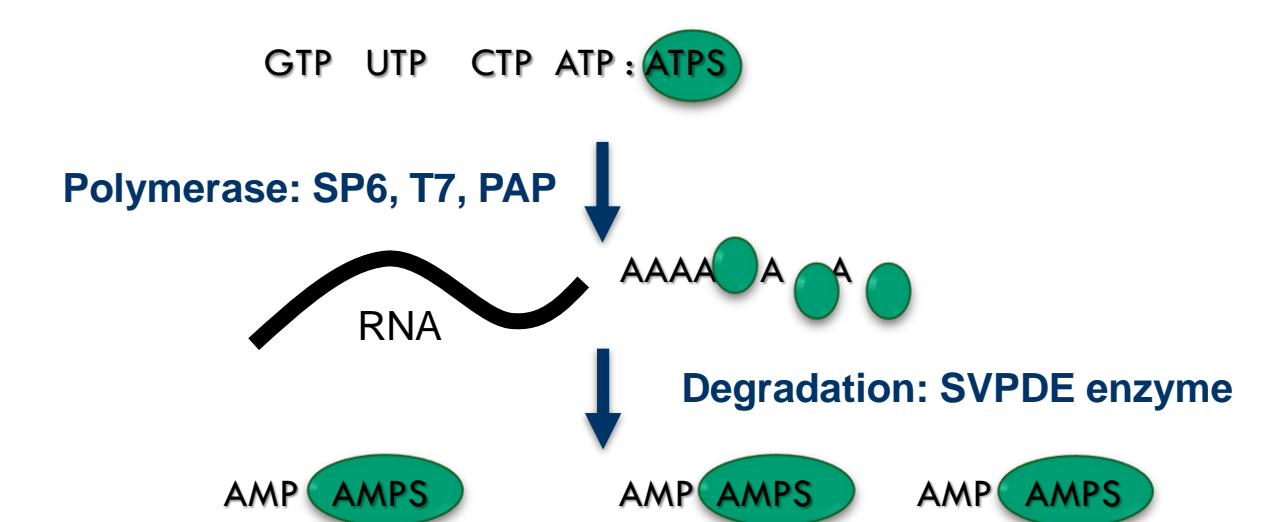 GTP UTP CTP ATP : ATPS
Polymerase: SP6, T7, PAP
AAAA A A
RNA
Degradation: SVPDE enzyme
AMP AMPS AMP AMPS AMP AMPS